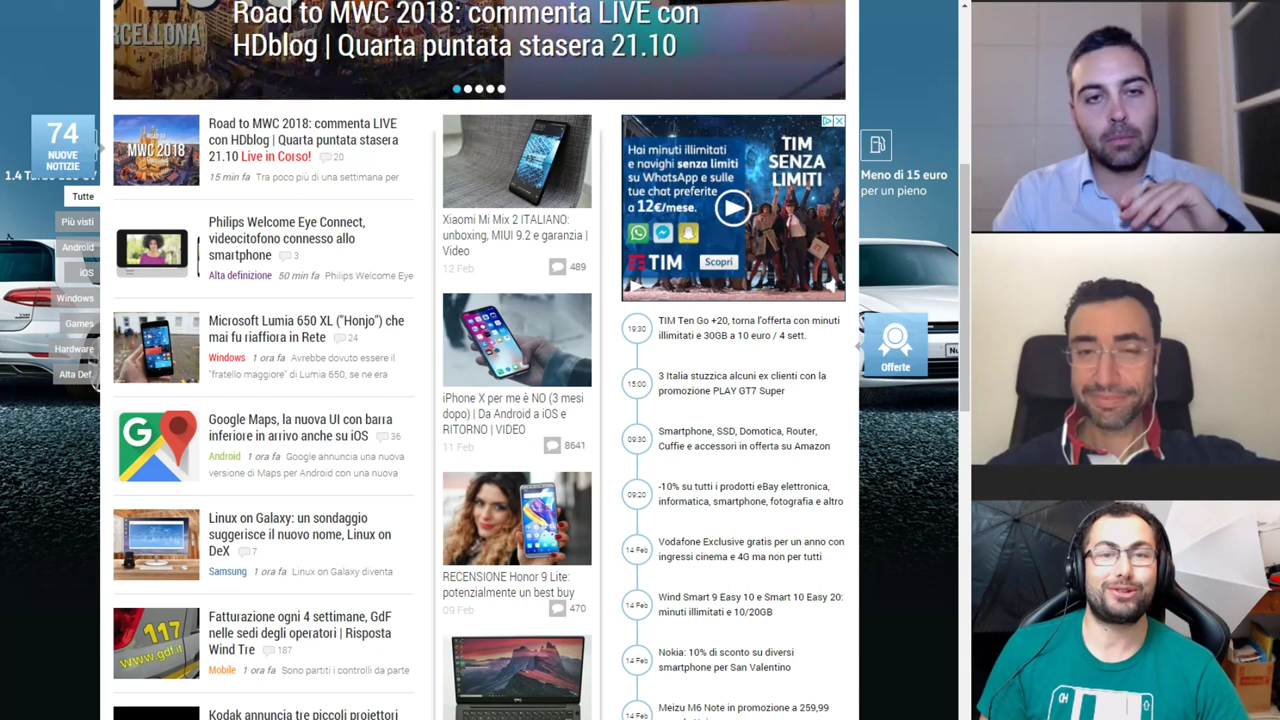 Road to MWC 2018: commenta LIVE con
HDblog | Quarta puntata stasera 21.10
RCELLONA
74
NUOVE
NOTIZIE
Tutte
Più visti
Android
iOS
Windows
Games
Hardware
Alta Def.
MWC 2018
Road to MWC 2018: commenta LIVE
con HDblog | Quarta puntata stasera
21.10 Live in Corso! 20
15 min fa Tra poco più di una settimana per
Philips Welcome Eye Connect,
videocitofono connesso allo
smartphone 3
Alta definizione 50 min fa Philips Welcome Eye
Microsoft Lumia 650 XL ("Honjo") che
mai fu riaffiora in Rete 24
Windows 1 ora fa Avrebbe dovuto essere il
"fratello maggiore" di Lumia 650, se ne era
Google Maps, la nuova UI con barra
inferiore in arrivo anche su iOS 36
Android 1 ora fa Google annuncia una nuova
versione di Maps per Android con una nuova
Linux on Galaxy: un sondaggio
suggerisce il nuovo nome, Linux on
DeX 7
Samsung 1 ora fa Linux on Galaxy diventa
117
www.gdf.it
Fatturazione ogni 4 settimane, GdF
nelle sedi degli operatori | Risposta
Wind Tre 187
Mobile 1 ora fa Sono partiti i controlli da parte
Kodak annuncia tre piccoli proiettori
Xiaomi Mi Mix 2 ITALIANO:
unboxing, MIUI 9.2 e garanzia |
Video
12 Feb 489
iPhone X per me è NO (3 mesi
dopo) | Da Android a iOS e
RITORNO | VIDEO
11 Feb 8641
RECENSIONE Honor 9 Lite:
potenzialmente un best buy
09 Feb 470
Hai minuti illimitati
e navighi senza limiti
su WhatsApp e sulle
tue chat preferite
a 12€/mese.
TIM
SENZA
LIMITI
TIM
Scopri
19:30 TIM Ten Go +20, torna l'offerta con minuti
illimitati e 30GB a 10 euro / 4 sett.
15:00 3 Italia stuzzica alcuni ex clienti con la
promozione PLAY GT7 Super
09:30 Smartphone, SSD, Domotica, Router,
Cuffie e accessori in offerta su Amazon
09:20 -10% su tutti i prodotti eBay elettronica,
informatica, smartphone, fotografia e altro
14 Feb Vodafone Exclusive gratis per un anno con
ingressi cinema e 4G ma non per tutti
14 Feb Wind Smart 9 Easy 10 e Smart 10 Easy 20:
minuti illimitati e 10/20GB
14 Feb Nokia: 10% di sconto su diversi
smartphone per San Valentino
14 Feb Meizu M6 Note in promozione a 259,99
Meno di 15 euro
per un pieno
Offerte
CH